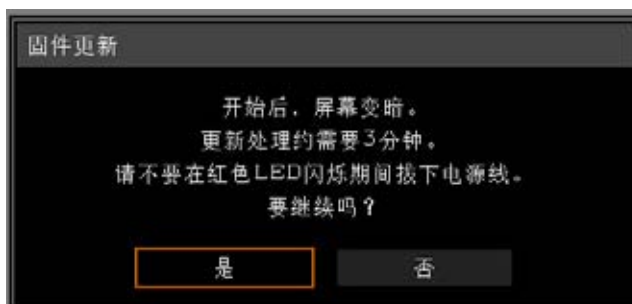 固件更新
开始后，屏幕变暗。
更新处理约需要3分钟。
请不要在红色LED闪烁期间拔下电源线。
要继续吗？
是
否